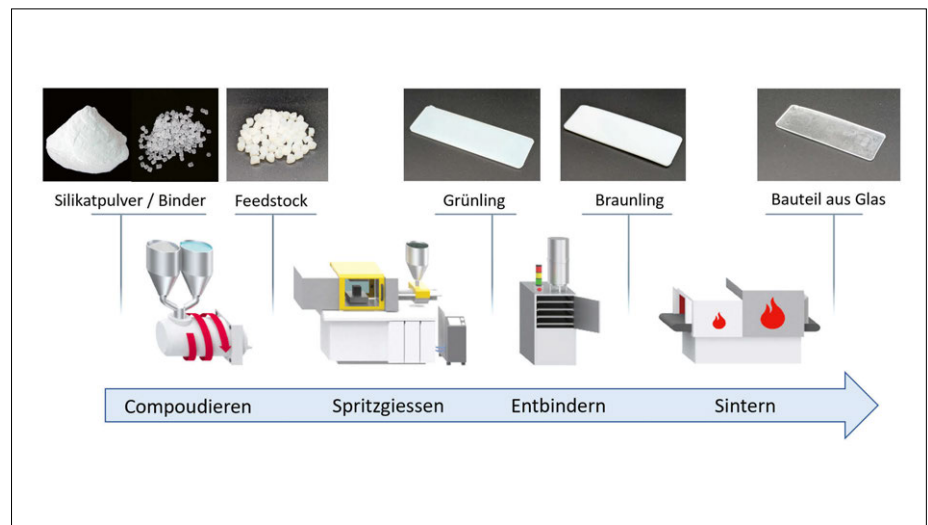 Silikatpulver / Binder
Feedstock
Grünling
Braunling
Bauteil aus Glas
Compoudieren
Spritzgiessen
Entbindern
Sintern